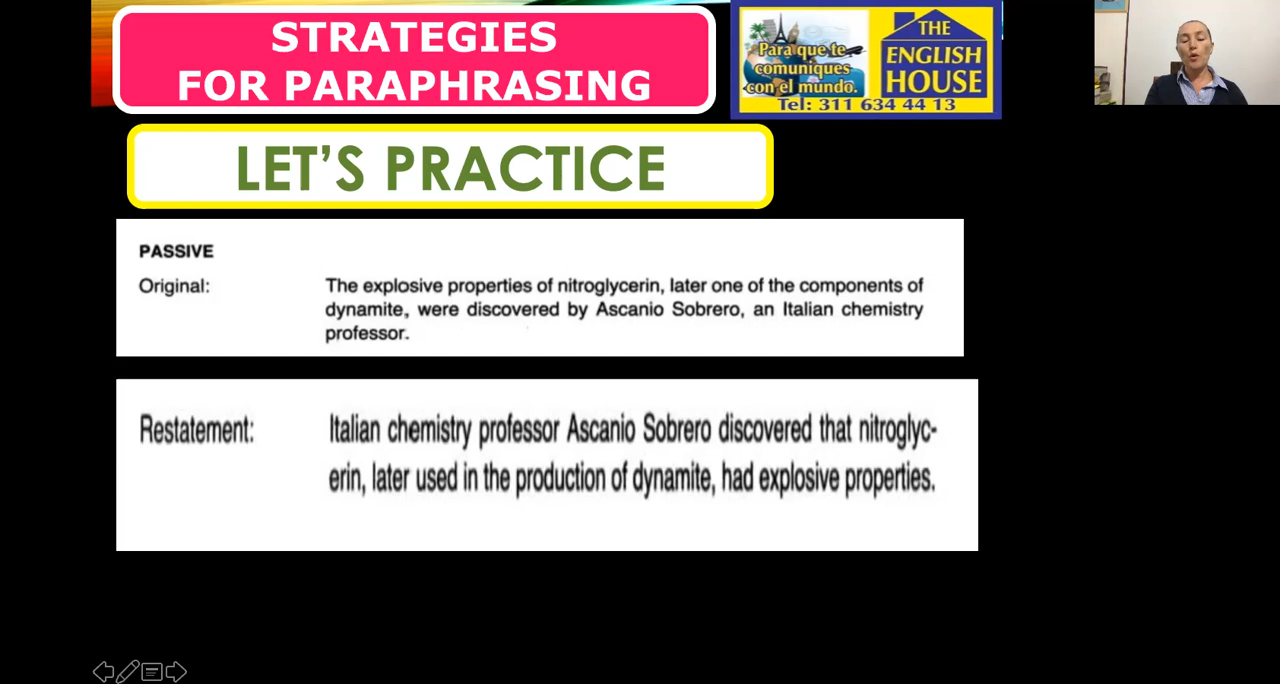 STRATEGIES
FOR PARAPHRASING
Para que te
comuniques
con el mundo.
THE
ENGLISH
HOUSE
Tel: 311 634 44 13
LET'S PRACTICE
PASSIVE
Original: The explosive properties of nitroglycerin, later one of the components of
dynamite, were discovered by Ascanio Sobrero, an Italian chemistry
professor.
Restatement: Italian chemistry professor Ascanio Sobrero discovered that nitroglyc-
erin, later used in the production of dynamite, had explosive properties.